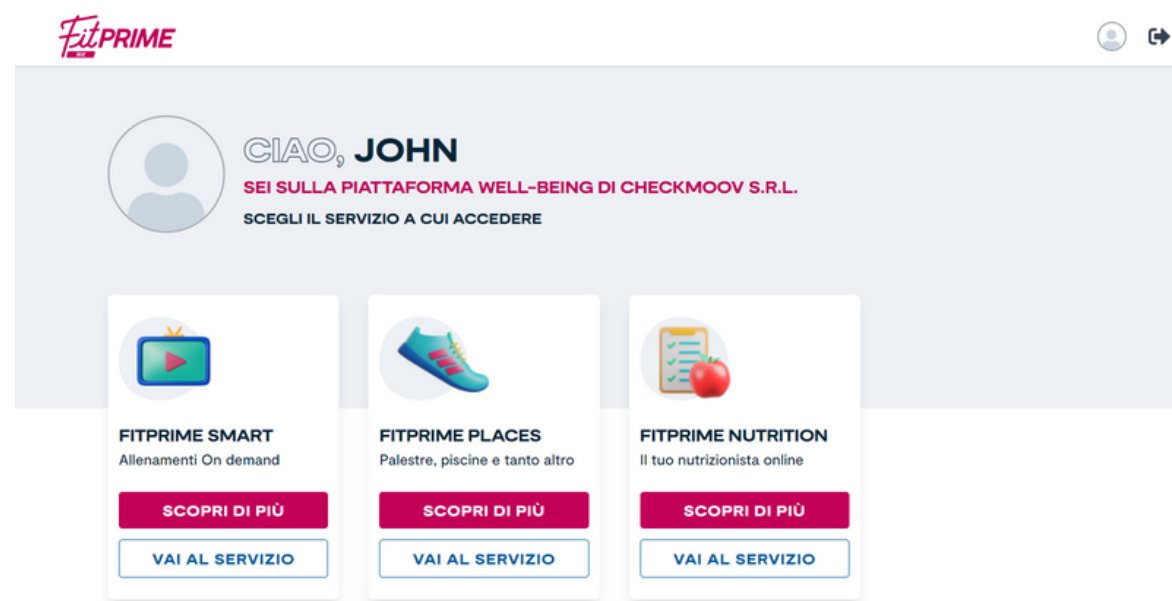 FitPRIME
CIAO, JOHN
SEI SULLA PIATTAFORMA WELL-BEING DI CHECKMOOV S.R.L.
SCEGLI IL SERVIZIO A CUI ACCEDERE
FITPRIME SMART
Allenamenti On demand
SCOPRI DI PIÙ
VAI AL SERVIZIO
FITPRIME PLACES
Palestre, piscine e tanto altro
SCOPRI DI PIÙ
VAI AL SERVIZIO
FITPRIME NUTRITION
Il tuo nutrizionista online
SCOPRI DI PIÙ
VAI AL SERVIZIO